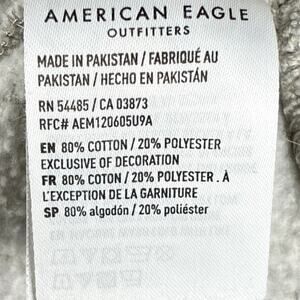 AMERICAN EAGLE
OUTFITTERS
MADE IN PAKISTAN / FABRIQUÉ AU
PAKISTAN / HECHO EN PAKISTÁN
RN 54485 / CA 03873
RFC# AEM120605U9A
EN 80% COTTON / 20% POLYESTER
EXCLUSIVE OF DECORATION
FR 80% COTON / 20% POLYESTER . À
L'EXCEPTION DE LA GARNITURE
SP 80% algodón / 20% poliéster